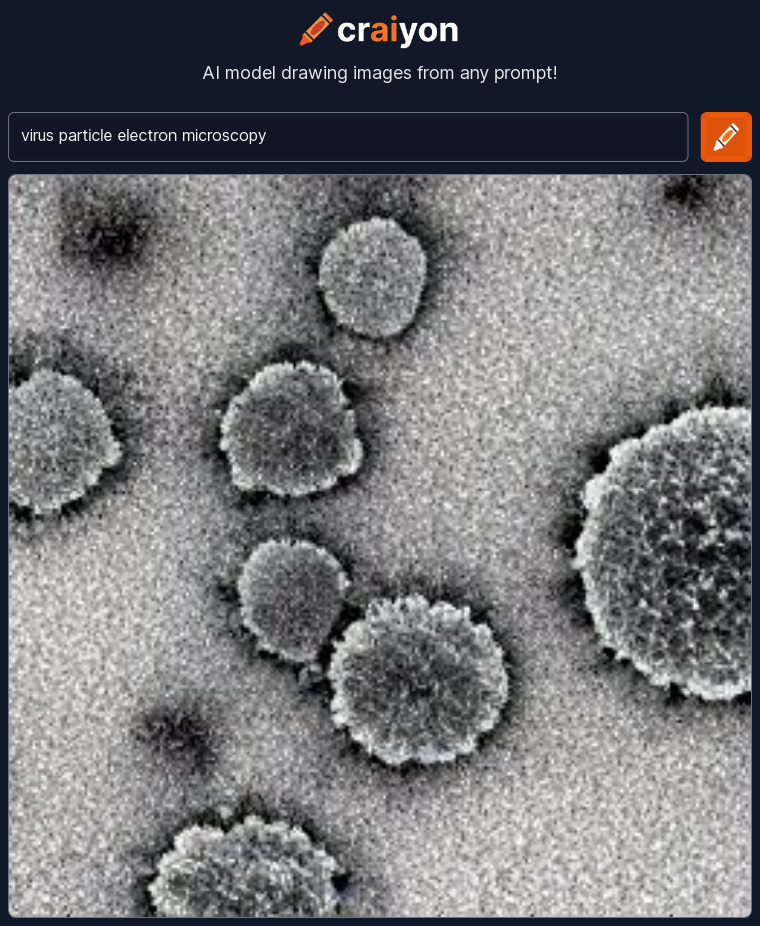 craiyon
AI model drawing images from any prompt!
virus particle electron microscopy